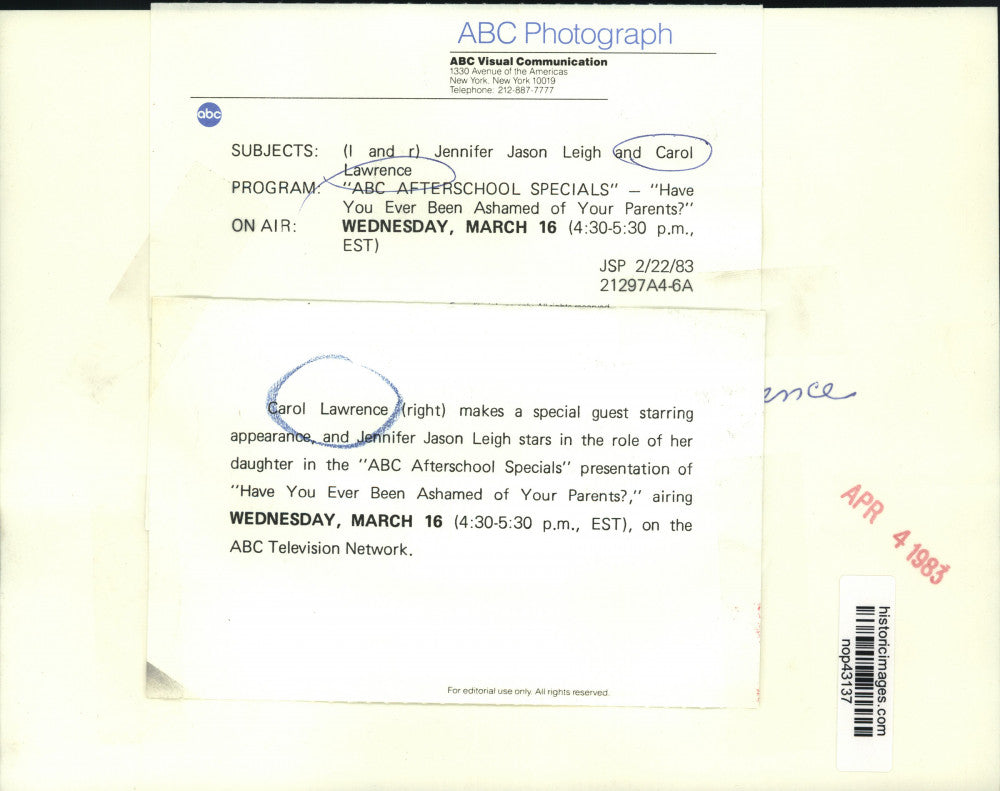 ABC Photograph
ABC Visual Communication
1330 Avenue of the Americas
New York, New York 10019
Telephone: 212-887-7777
abc
SUBJECTS: (l and r) Jennifer Jason Leigh and Carol
Lawrence
PROGRAM: "ABC AFTERSCHOOL SPECIALS" — "Have
You Ever Been Ashamed of Your Parents?"
ON AIR: WEDNESDAY, MARCH 16 (4:30-5:30 p.m.,
EST)
JSP 2/22/83
21297A4-6A
Carol Lawrence (right) makes a special guest starring
appearance, and Jennifer Jason Leigh stars in the role of her
daughter in the "ABC Afterschool Specials" presentation of
"Have You Ever Been Ashamed of Your Parents?," airing
WEDNESDAY, MARCH 16 (4:30-5:30 p.m., EST), on the
ABC Television Network.
For editorial use only. All rights reserved.
ence
APR 4 1983
historicimages.com
nop43137